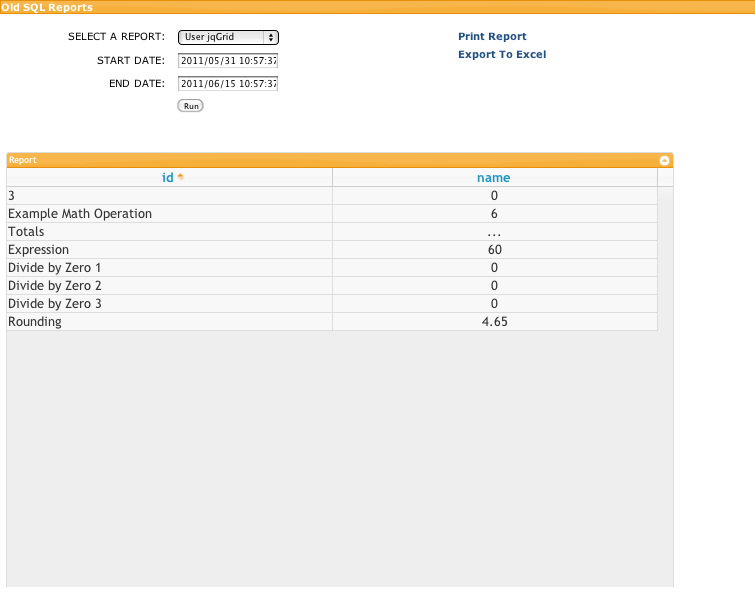 Old SQL Reports
SELECT A REPORT: User jqGrid
Print Report
START DATE: 2011/05/31 10:57:37
Export To Excel
END DATE: 2011/06/15 10:57:37
Run
Report
id name
3 0
Example Math Operation 6
Totals ...
Expression 60
Divide by Zero 1 0
Divide by Zero 2 0
Divide by Zero 3 0
Rounding 4.65